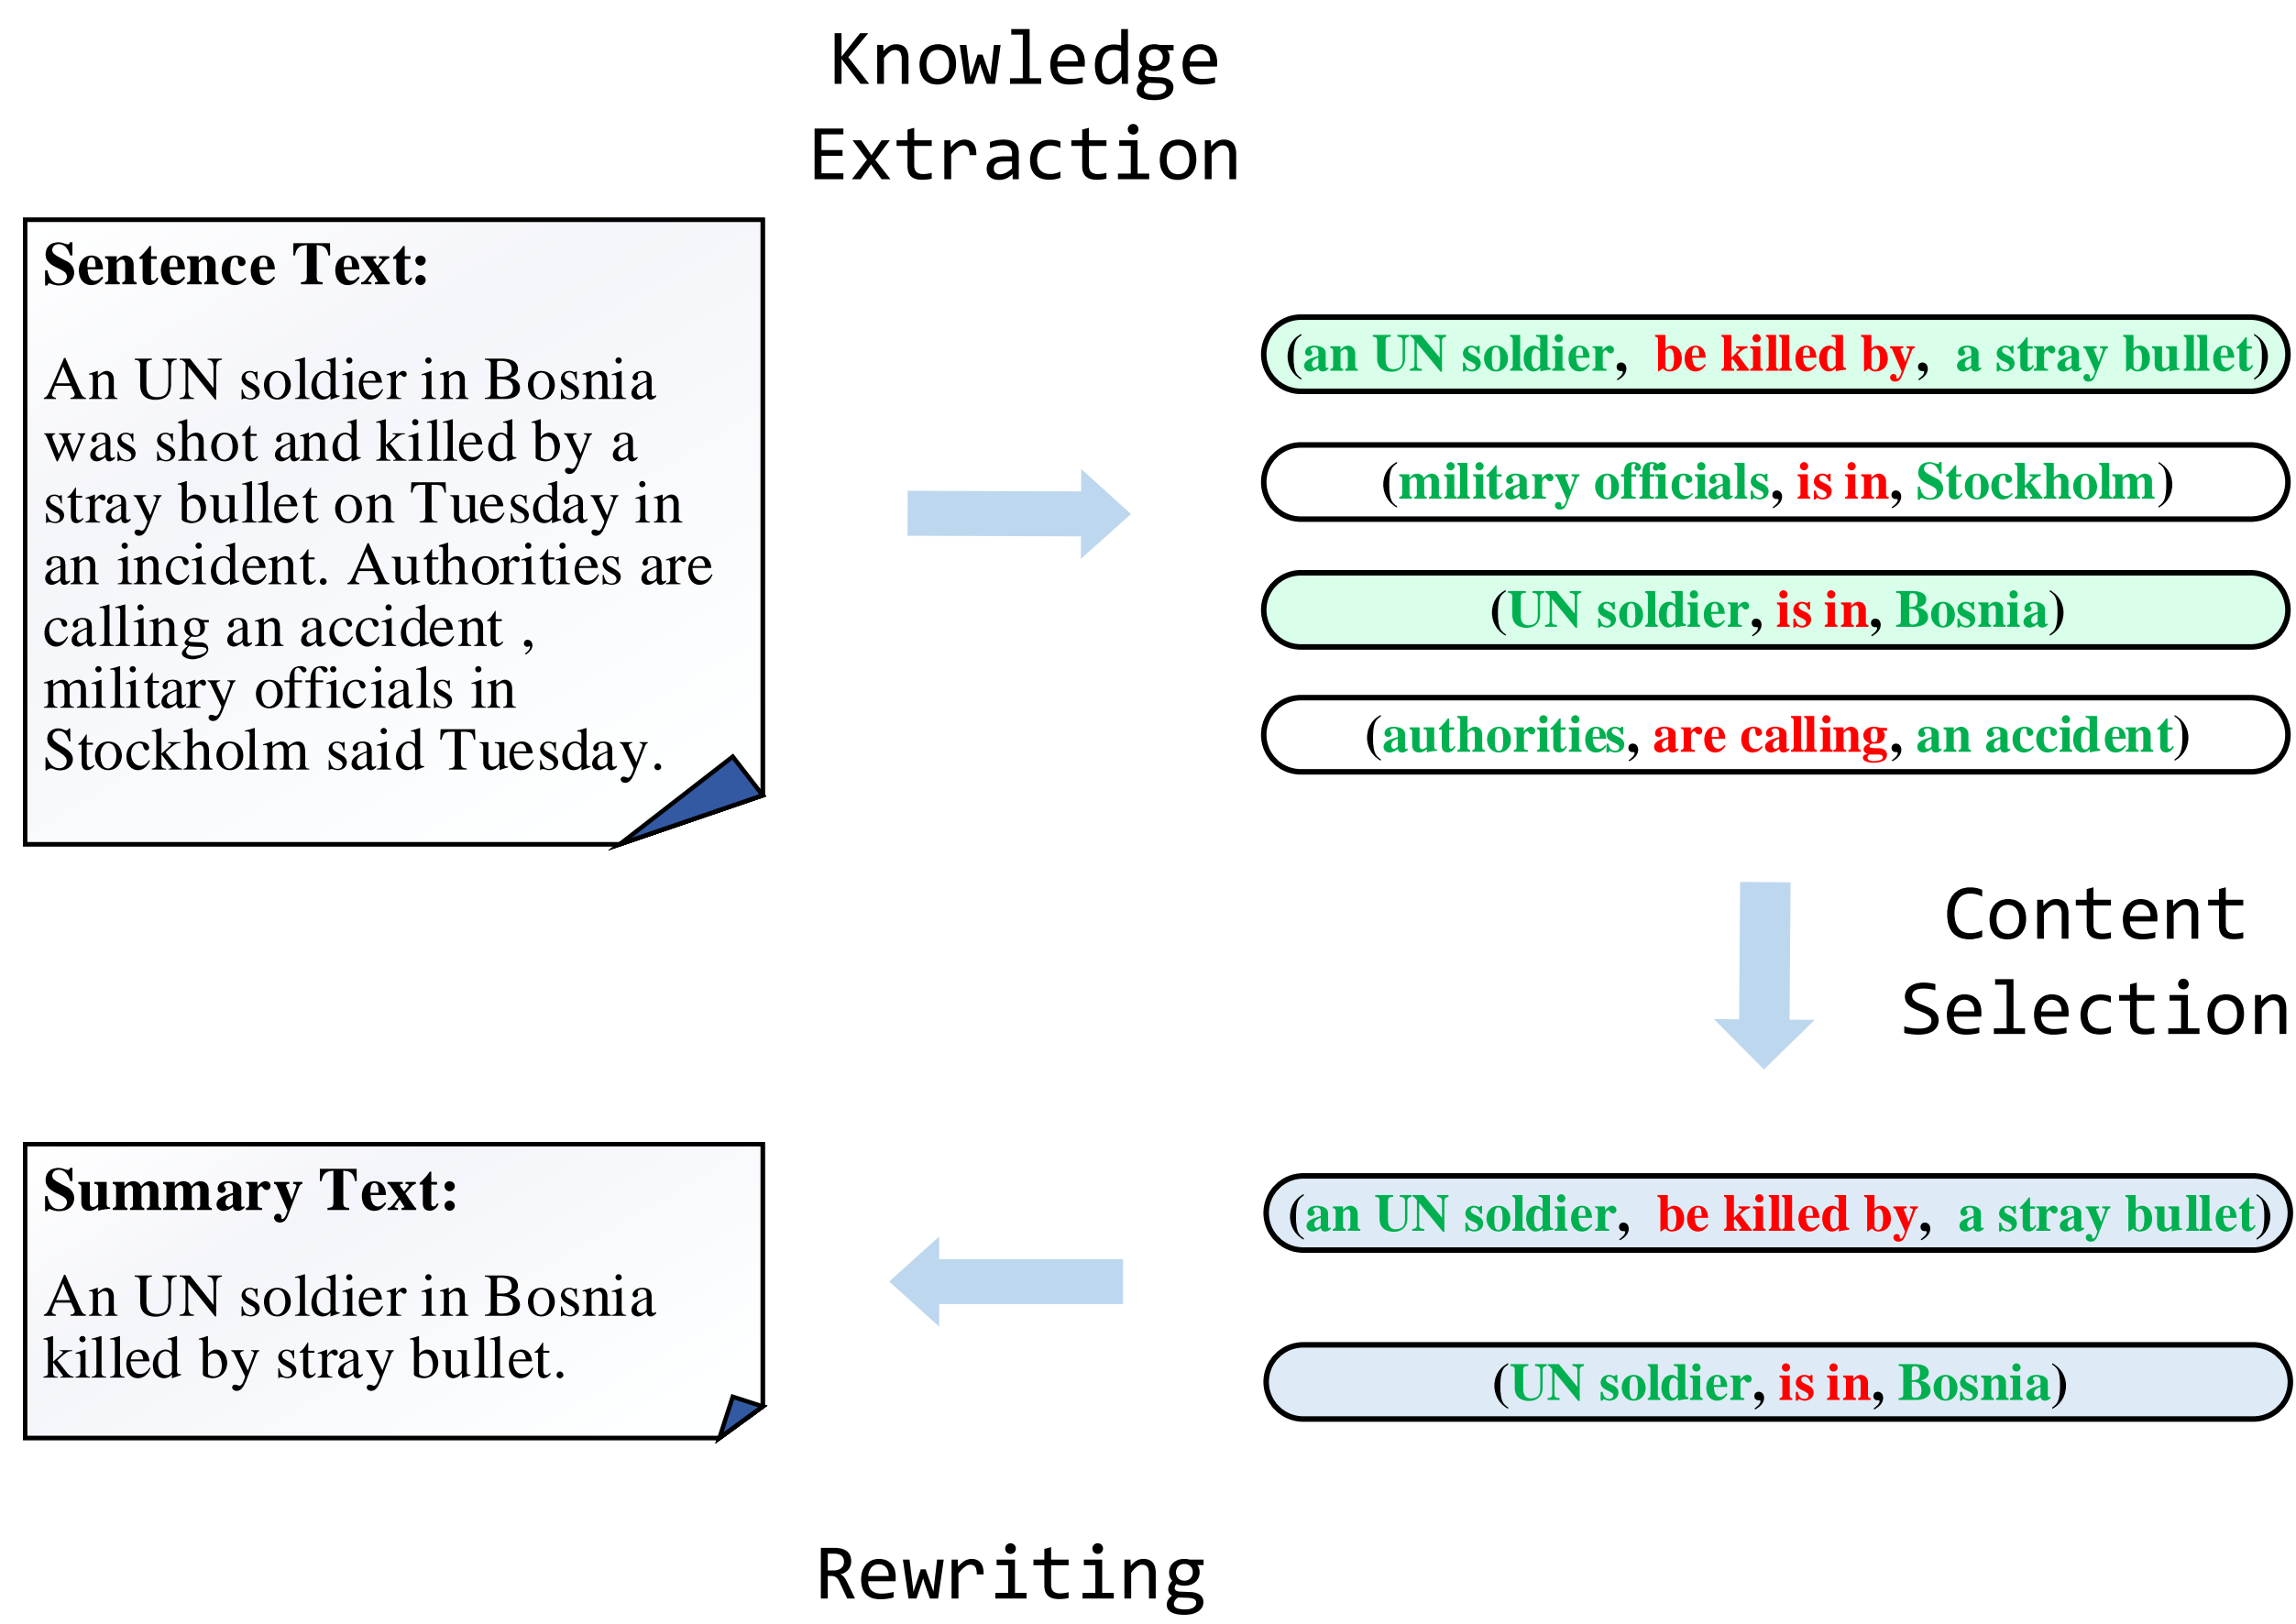 Knowledge
Extraction
Sentence Text:
An UN soldier in Bosnia
was shot and killed by a
stray bullet on Tuesday in
an incident. Authorities are
calling an accident ,
military officials in
Stockholm said Tuesday.
(an UN soldier, be killed by, a stray bullet)
(military officials, is in, Stockholm)
(UN soldier, is in, Bosnia)
(authorities, are calling, an accident)
Content
Selection
(an UN soldier, be killed by, a stray bullet)
(UN soldier, is in, Bosnia)
Summary Text:
An UN soldier in Bosnia
killed by stray bullet.
Rewriting